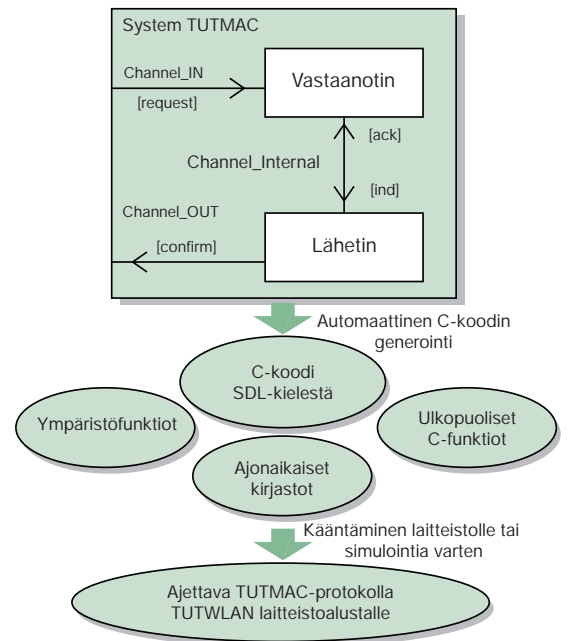 System TUTMAC
Channel_IN
[request]
Vastaanotin
[ack]
Channel_Internal
[ind]
Channel_OUT
[confirm]
Lähetin
Automaattinen C-koodin
generointi
C-koodi
SDL-kielestä
Ympäristöfunktiot
Ulkopuoliset
C-funktiot
Ajonaikaiset
kirjastot
Kääntäminen laitteistolle tai
simulointia varten
Ajettava TUTMAC-protokolla
TUTWLAN laitteistoalustalle